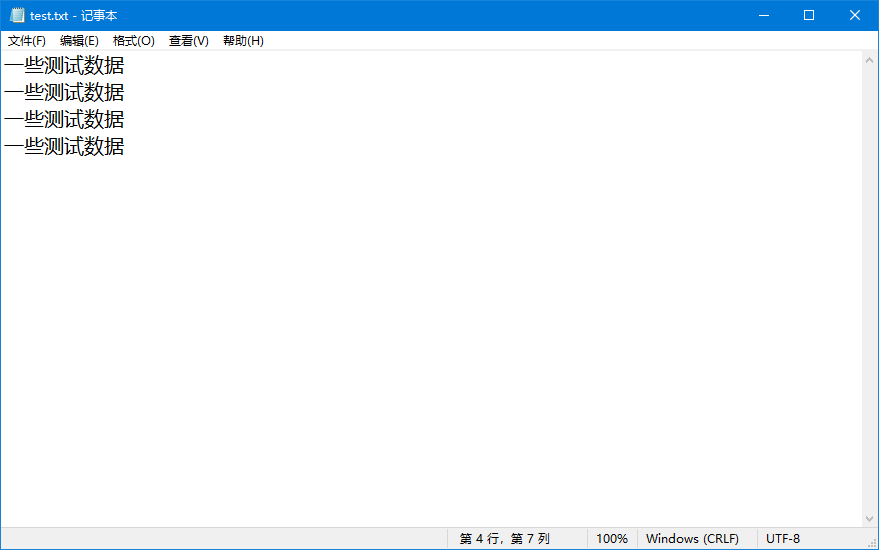 test.txt - 记事本
文件(F) 编辑(E) 格式(O) 查看(V) 帮助(H)
一些测试数据
一些测试数据
一些测试数据
一些测试数据
第 4 行，第 7 列 100% Windows (CRLF) UTF-8